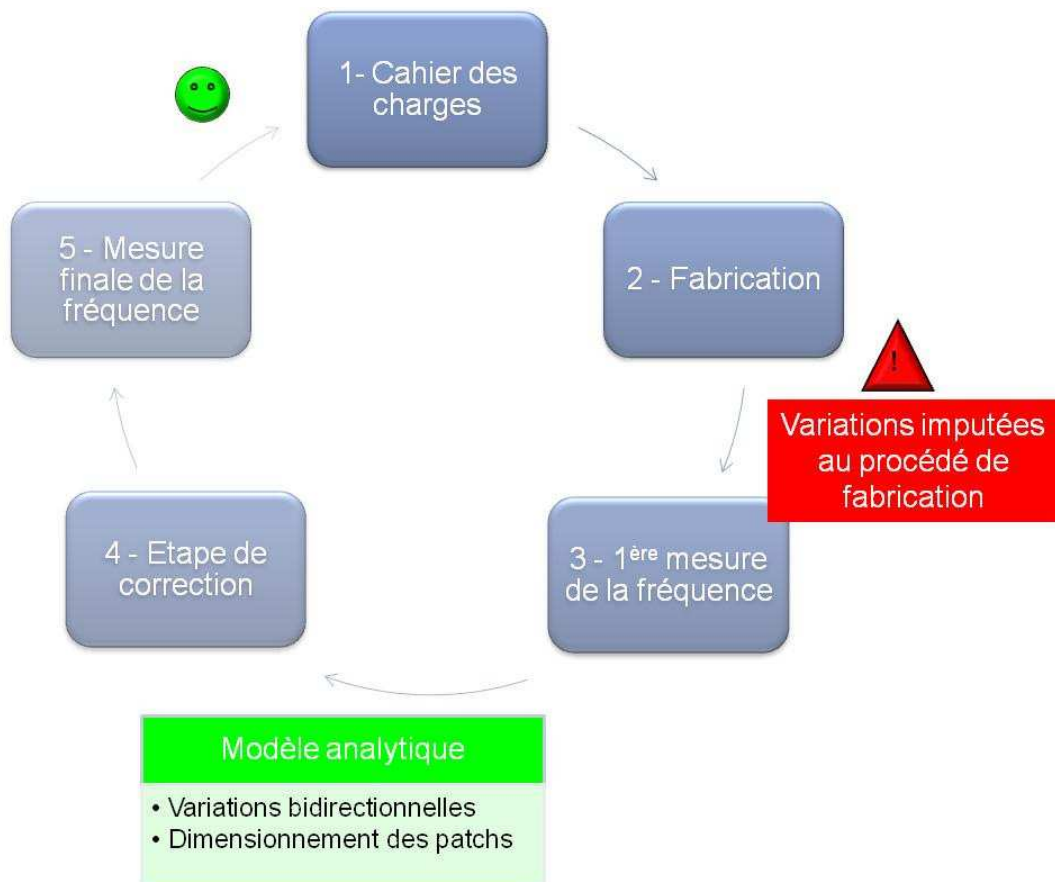 1- Cahier des
charges
2 - Fabrication
!
Variations imputées
au procédé de
fabrication
3 - 1ère mesure
de la fréquence
Modèle analytique
• Variations bidirectionnelles
• Dimensionnement des patchs
4 - Etape de
correction
5 - Mesure
finale de la
fréquence